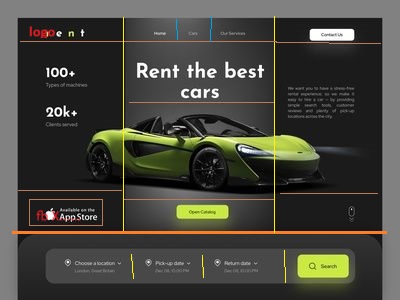 logo r e n t
Home
Cars
Our Services
Contact Us
100+
Types of machines
20k+
Clients served
Rent the best
cars
We want you to have a stress-free
rental experience, so we make it
easy to hire a car – by providing
simple search tools, customer
reviews and plenty of pick-up
locations across the city.
Available on the
App Store
Open Catalog
Choose a location
London, Great Britain
Pick-up date
Dec 08, 10:00 PM
Return date
Dec 08, 10:00 PM
Search